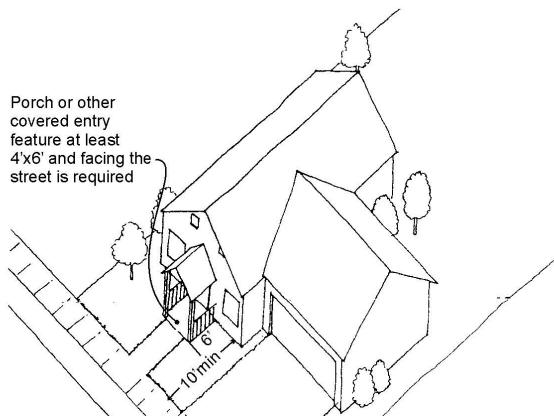 Porch or other
covered entry
feature at least
4'x6' and facing the
street is required
6'
10'min